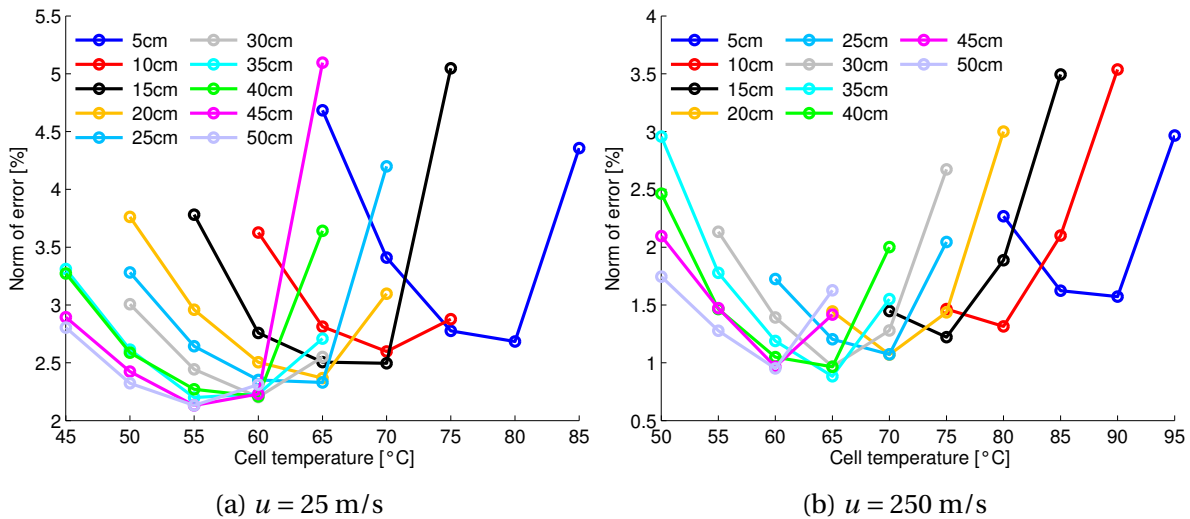 5.5
5
4.5
4
3.5
3
2.5
2
45 50 55 60 65 70 75 80 85
Norm of error [%]
Cell temperature [°C]
5cm
10cm
15cm
20cm
25cm
30cm
35cm
40cm
45cm
50cm
(a) u = 25 m/s
4
3.5
3
2.5
2
1.5
1
0.5
50 55 60 65 70 75 80 85 90 95
Norm of error [%]
Cell temperature [°C]
5cm
10cm
15cm
20cm
25cm
30cm
35cm
40cm
45cm
50cm
(b) u = 250 m/s